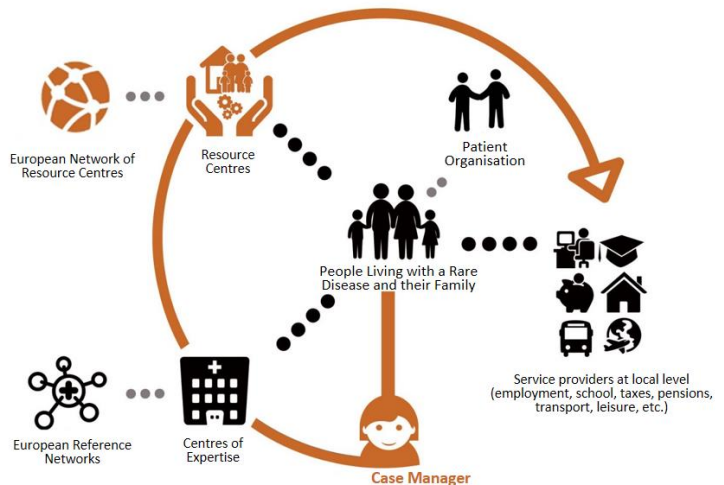 European Network of
Resource Centres
Resource
Centres
Patient
Organisation
People Living with a Rare
Disease and their Family
Service providers at local level
(employment, school, taxes, pensions,
transport, leisure, etc.)
European Reference
Networks
Centres of
Expertise
Case Manager